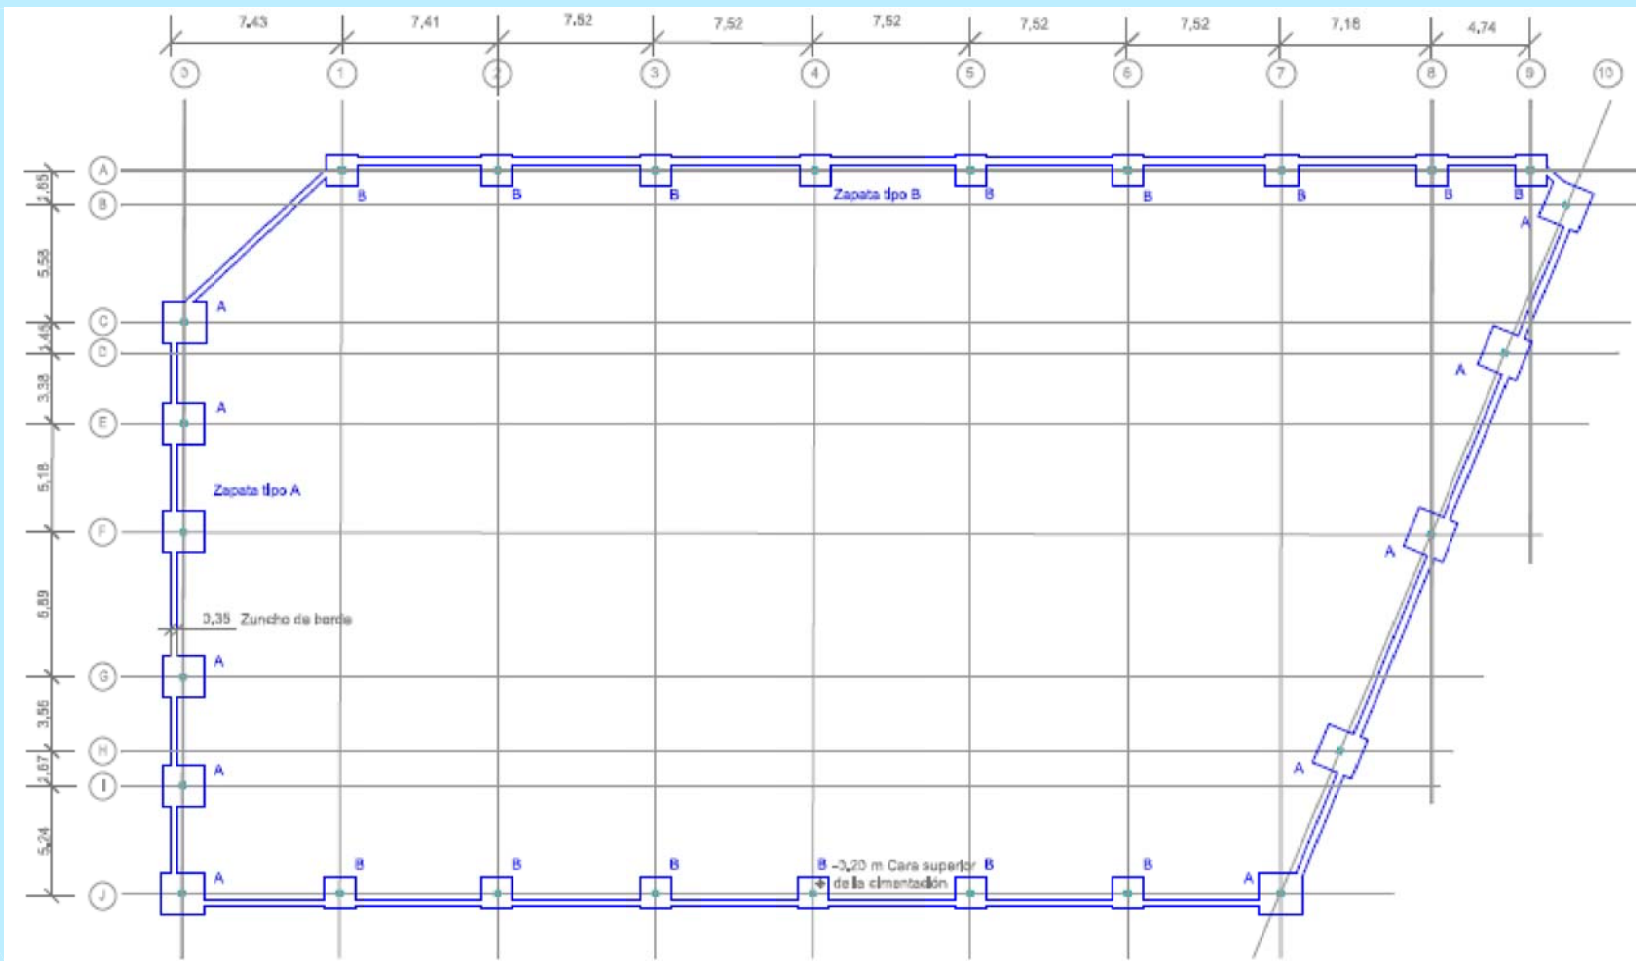 7,43 7,41 7,52 7,52 7,52 7,52 7,52 7,18 4,74
0 1 2 3 4 5 6 7 8 9 10
A
1,65
B B B B Zapata tipo B B B B B B
B
A
5,58
A
C
1,45
D
A
3,38
A
E
5,18
Zapata tipo A
F
A
6,89
0,35 Zuncho de borde
A
G
3,55
H
A
A
1,67
I
5,24
B B B B -0,20 m Cara superior B B
A A
de la cimentación
J